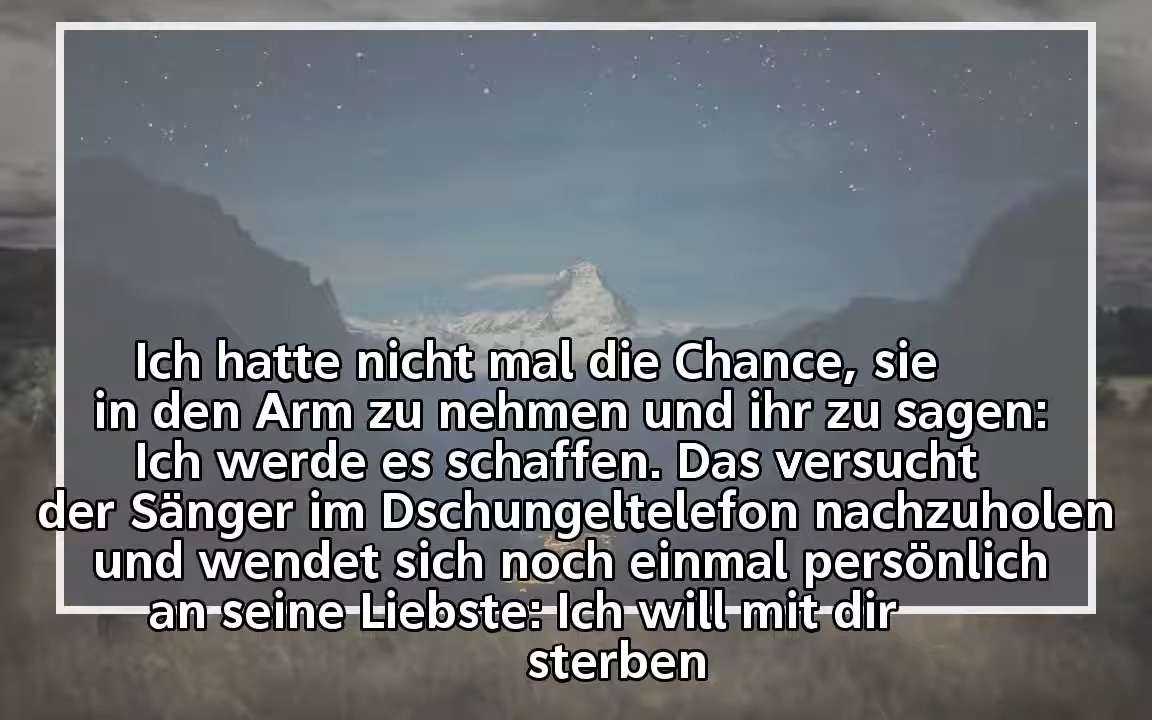 Ich hatte nicht mal die Chance, sie
in den Arm zu nehmen und ihr zu sagen:
Ich werde es schaffen. Das versucht
der Sänger im Dschungeltelefon nachzuholen
und wendet sich noch einmal persönlich
an seine Liebste: Ich will mit dir
sterben